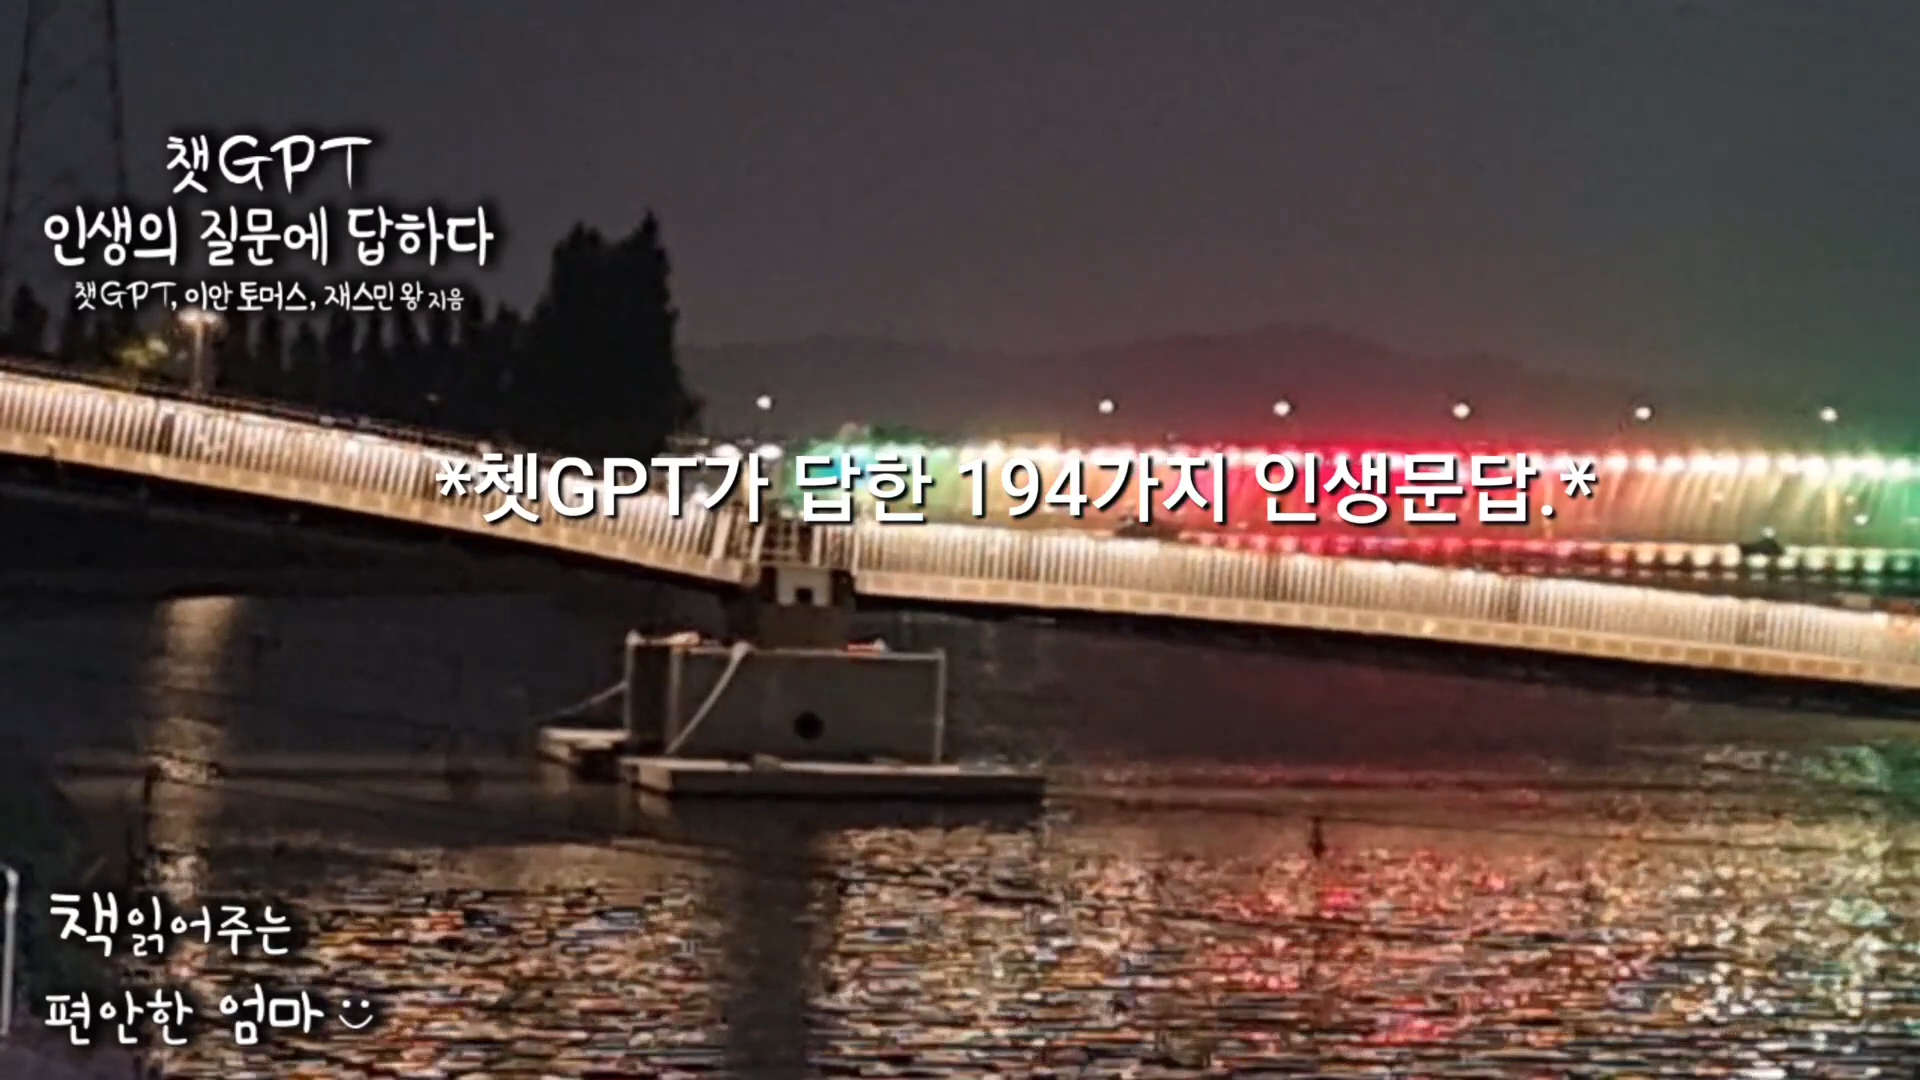 챗GPT
인생의 질문에 답하다
챗GPT, 이안 토머스, 재스민 왕 지음
*쳇GPT가 답한 194가지 인생문답.*
책읽어주는
편안한 엄마